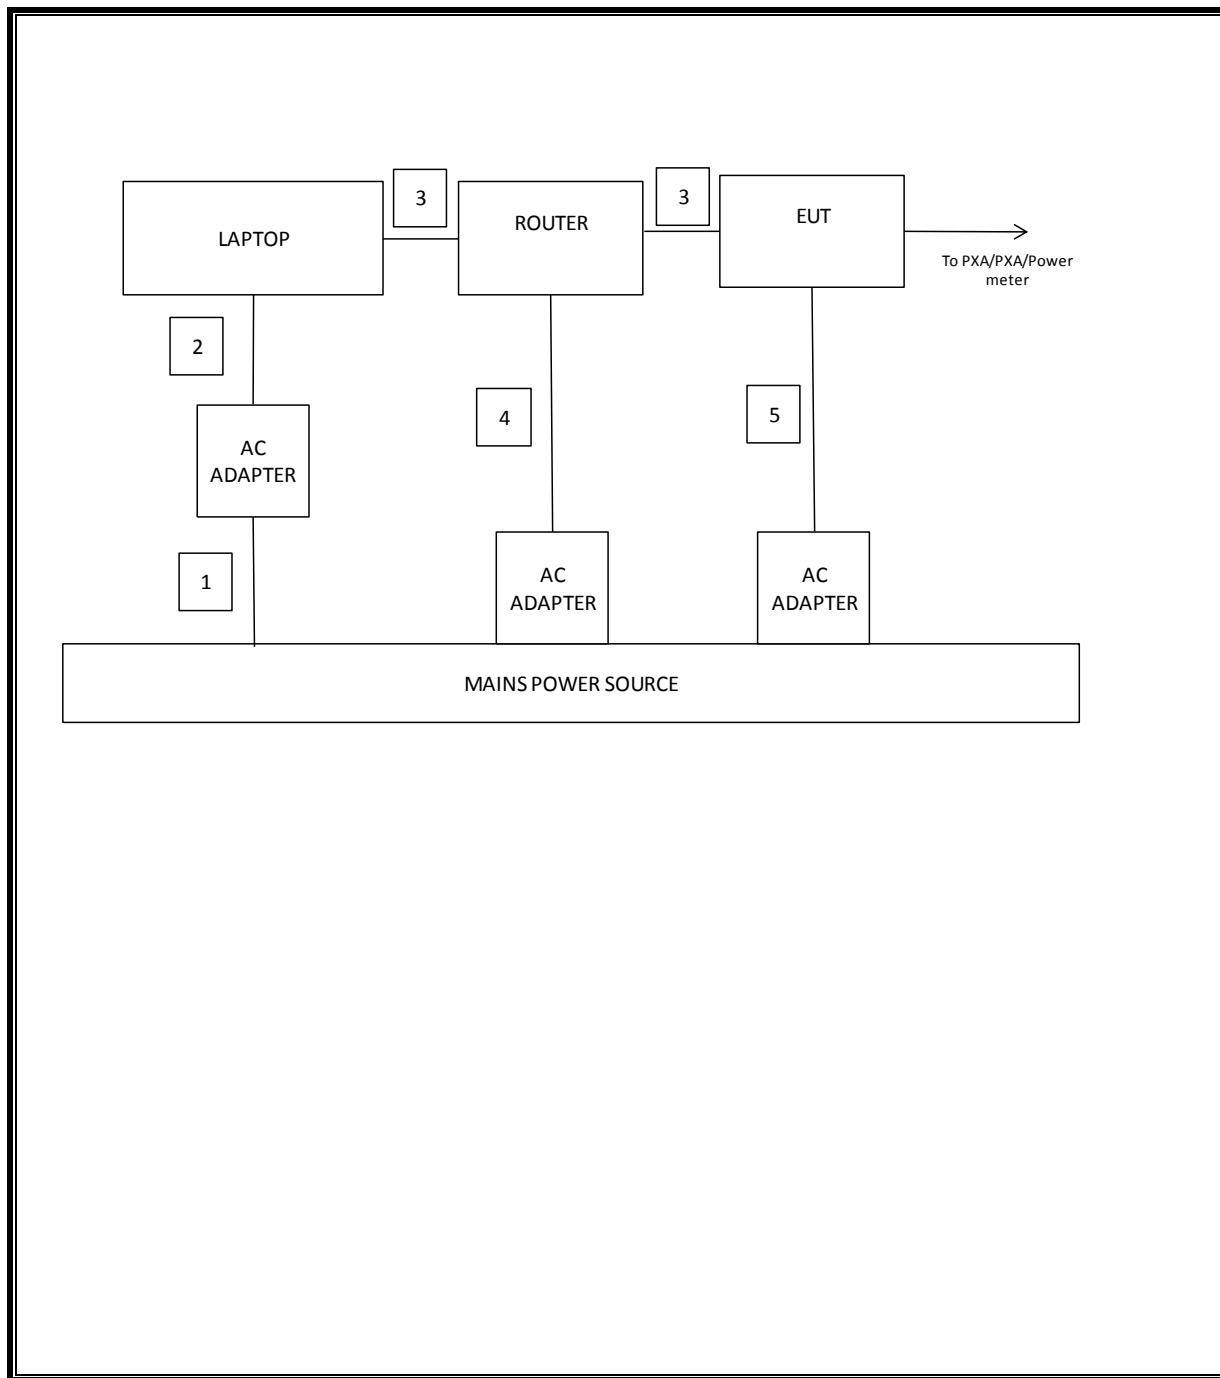 3
3
LAPTOP
ROUTER
EUT
To PXA/PXA/Power
meter
2
4
5
AC
ADAPTER
1
AC
ADAPTER
AC
ADAPTER
MAINS POWER SOURCE